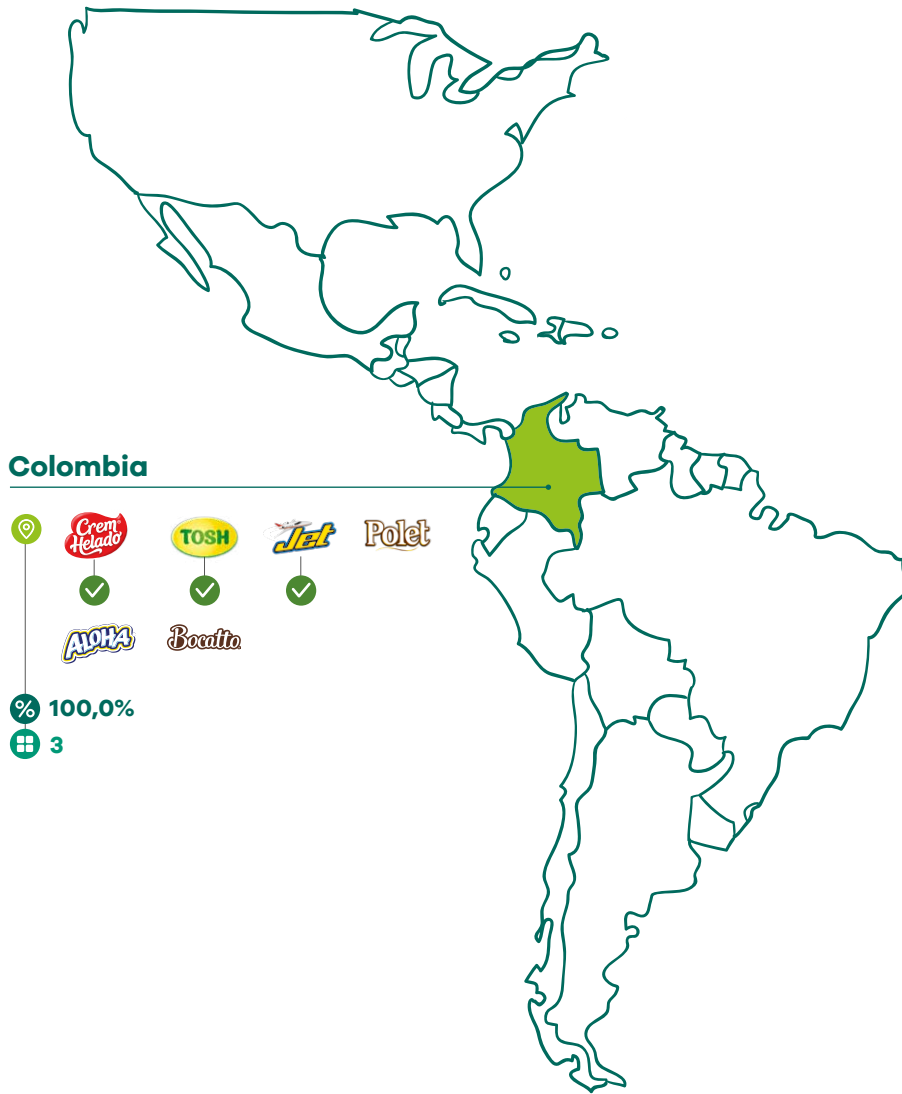 Colombia
Crem
Helado
TOSH
Jet
Polet
ALOHA
Bocatto
% 100,0%
3